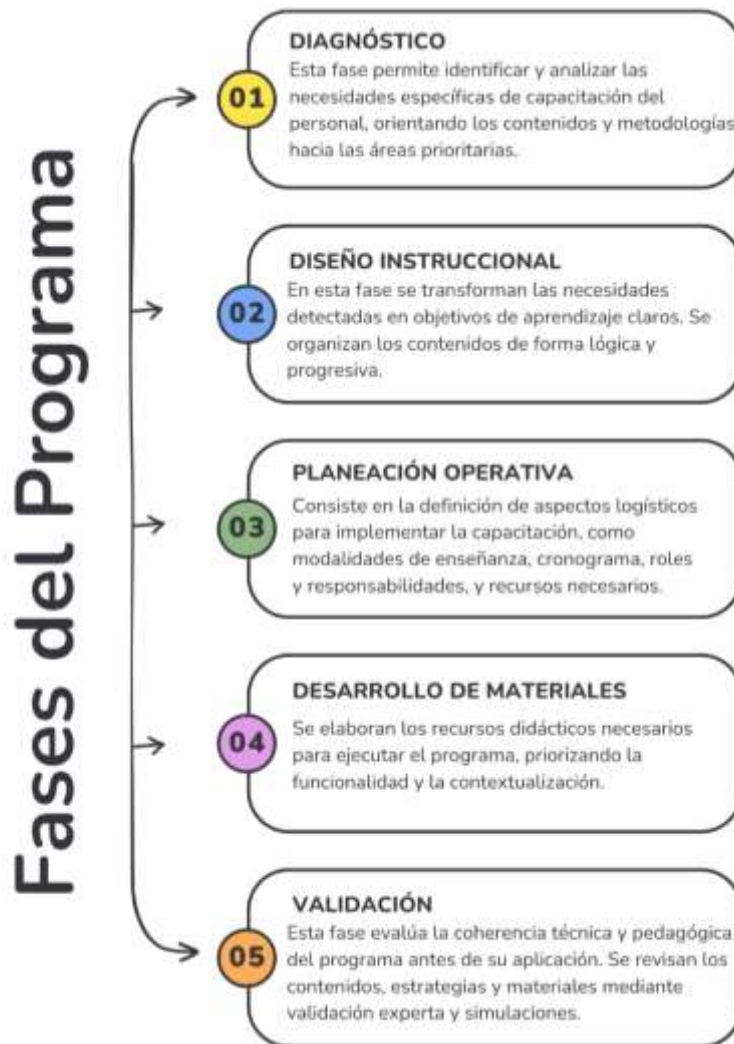 Fases del Programa
01
DIAGNÓSTICO
Esta fase permite identificar y analizar las
necesidades específicas de capacitación del
personal, orientando los contenidos y metodologías
hacia las áreas prioritarias.
02
DISEÑO INSTRUCCIONAL
En esta fase se transforman las necesidades
detectadas en objetivos de aprendizaje claros. Se
organizan los contenidos de forma lógica y
progresiva.
03
PLANEACIÓN OPERATIVA
Consiste en la definición de aspectos logísticos
para implementar la capacitación, como
modalidades de enseñanza, cronograma, roles
y responsabilidades, y recursos necesarios.
04
DESARROLLO DE MATERIALES
Se elaboran los recursos didácticos necesarios
para ejecutar el programa, priorizando la
funcionalidad y la contextualización.
05
VALIDACIÓN
Esta fase evalúa la coherencia técnica y pedagógica
del programa antes de su aplicación. Se revisan los
contenidos, estrategias y materiales mediante
validación experta y simulaciones.